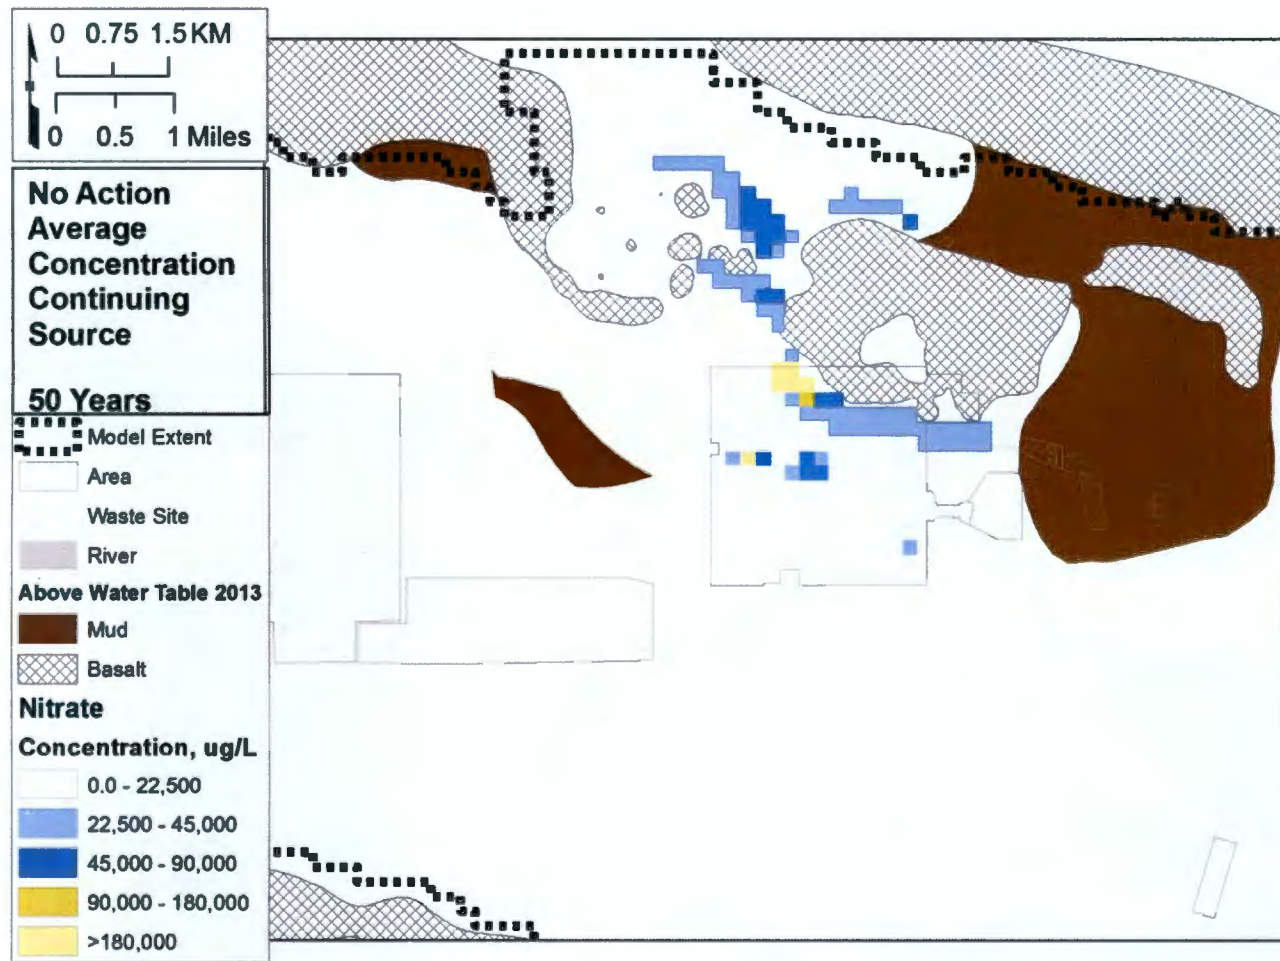 0 0.75 1.5 KM
0 0.5 1 Miles
No Action
Average
Concentration
Continuing
Source
50 Years
Model Extent
Area
Waste Site
River
Above Water Table 2013
Mud
Basalt
Nitrate
Concentration, ug/L
0.0 - 22,500
22,500 - 45,000
45,000 - 90,000
90,000 - 180,000
>180,000